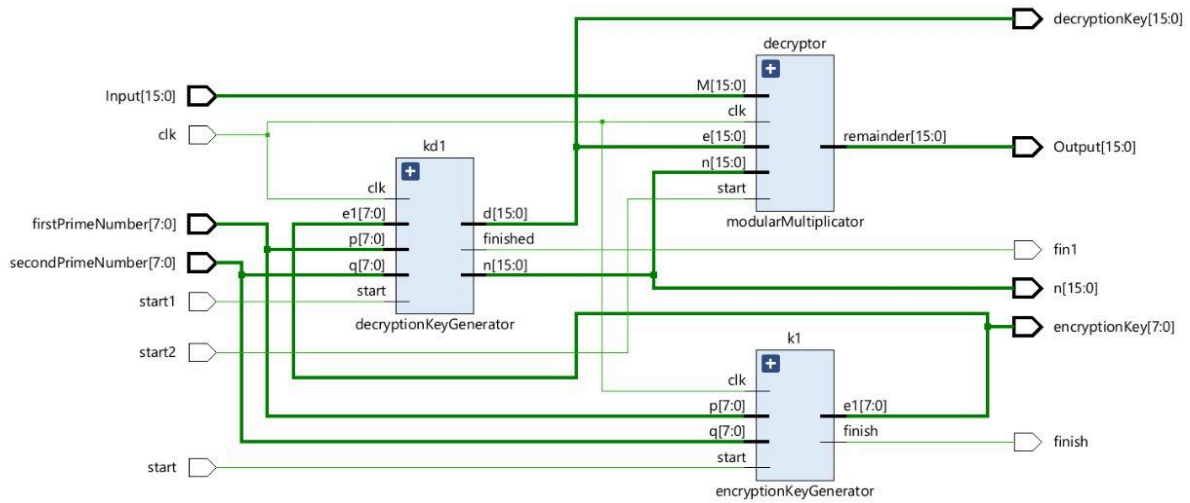 decryptionKey[15:0]
decryptor
Input[15:0]
M[15:0]
clk
clk
e[15:0]
remainder[15:0]
Output[15:0]
kd1
n[15:0]
clk
start
firstPrimeNumber[7:0]
e1[7:0]
d[15:0]
modularMultiplicator
p[7:0]
finished
fin1
secondPrimeNumber[7:0]
q[7:0]
n[15:0]
n[15:0]
start1
start
decryptionKeyGenerator
encryptionKey[7:0]
start2
k1
clk
p[7:0]
e1[7:0]
q[7:0]
finish
finish
start
start
encryptionKeyGenerator